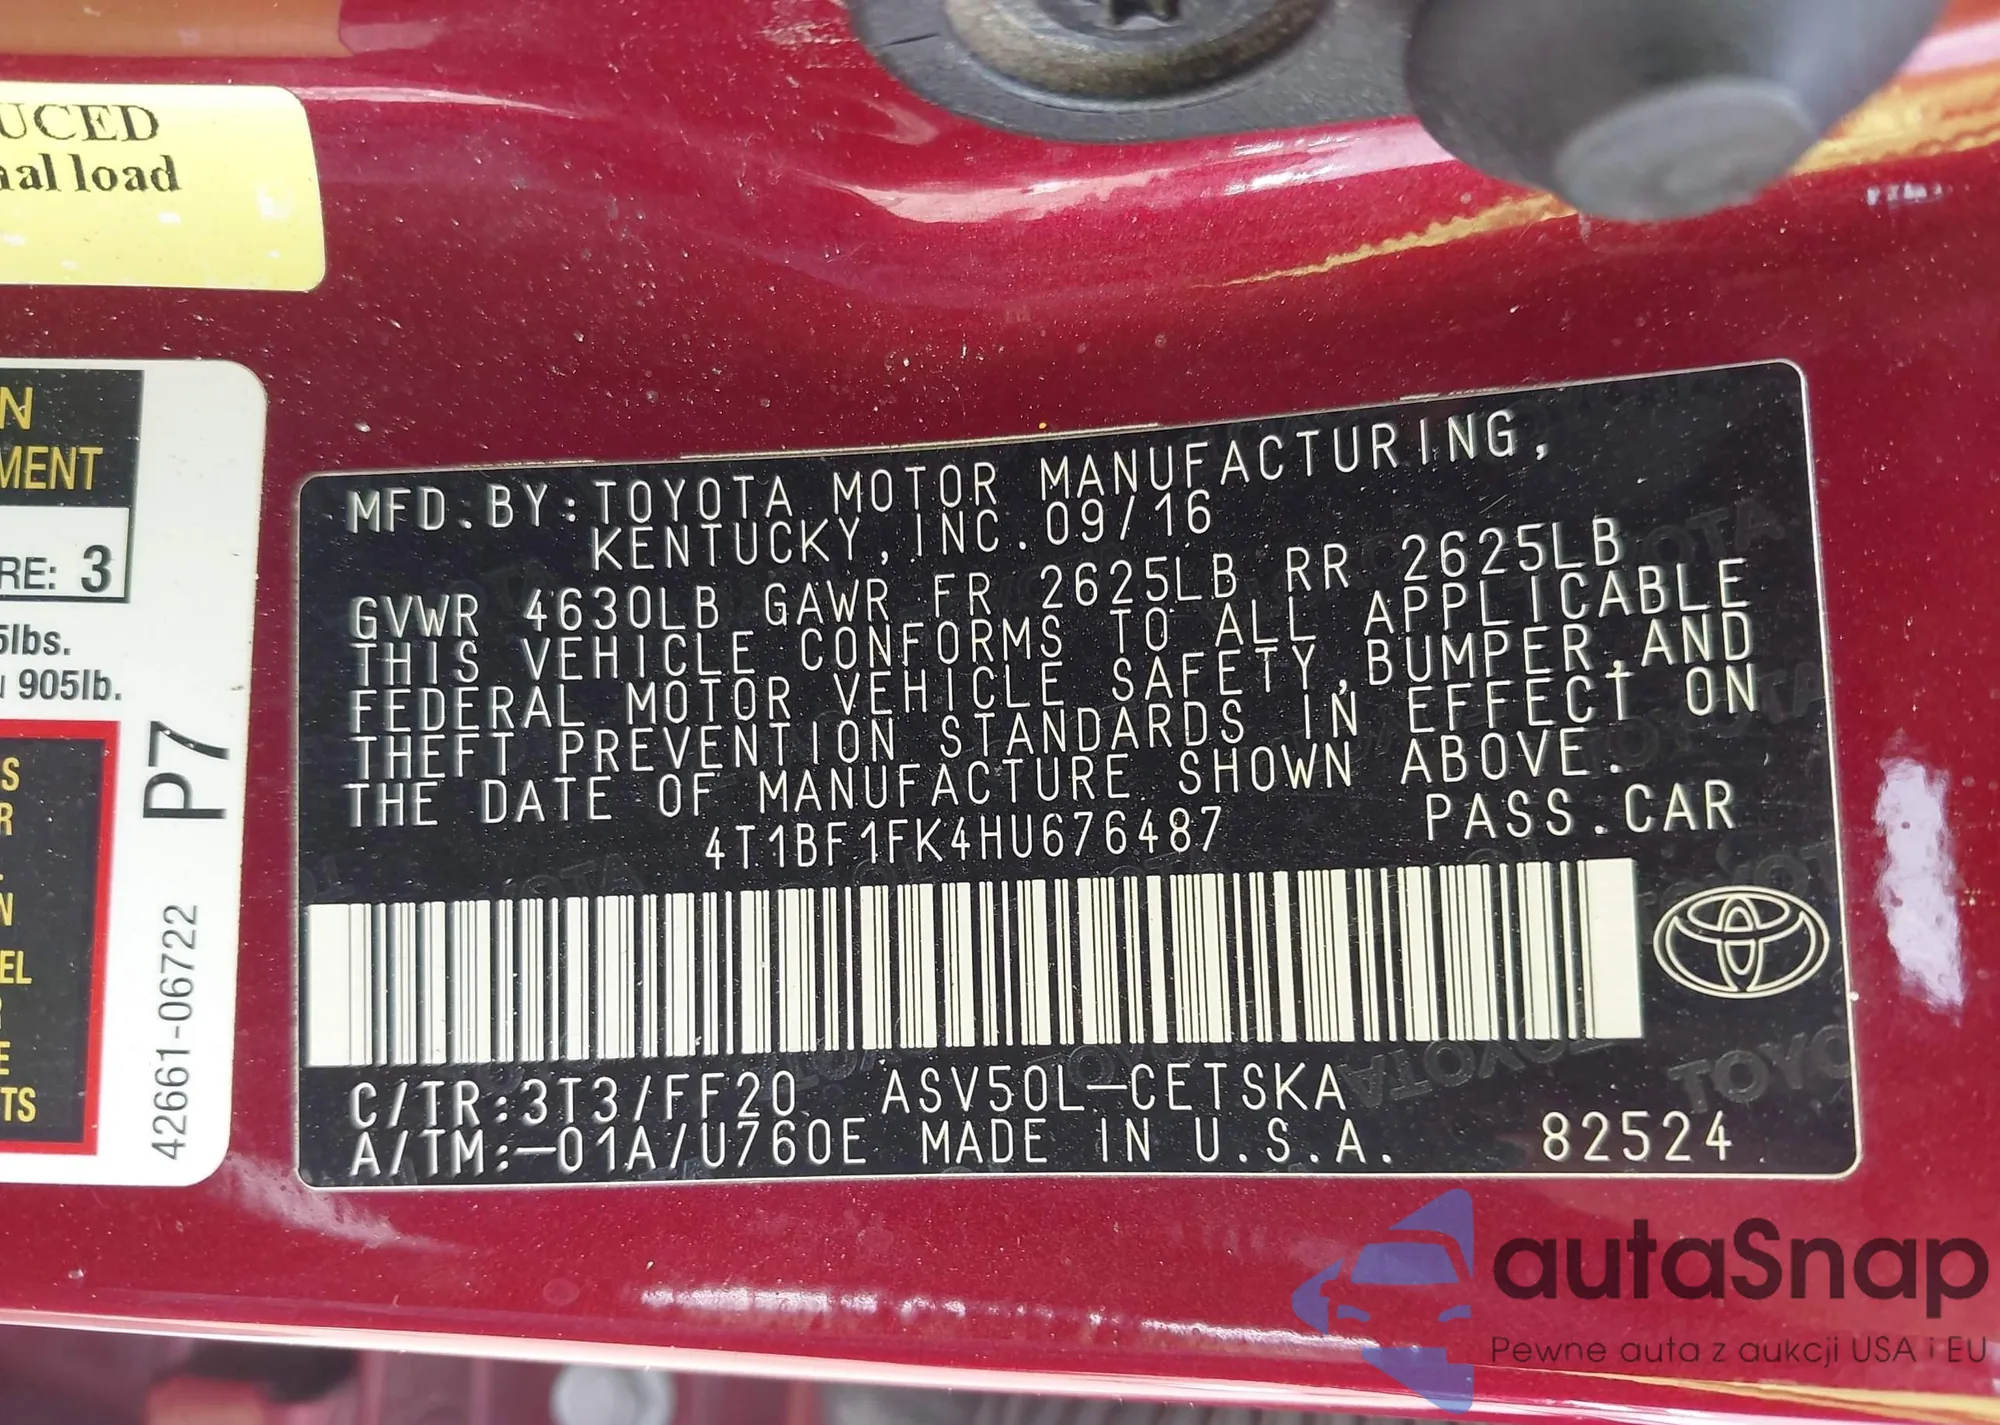 UCED
nal load
N
MENT
RE: 3
5lbs.
905lb.
S
R
N
EL
E
TS
P7
42661-06722
MFD.BY:TOYOTA MOTOR MANUFACTURING,
KENTUCKY,INC.09/16
GVWR 4630LB GAWR FR 2625LB RR 2625LB
THIS VEHICLE CONFORMS TO ALL APPLICABLE
FEDERAL MOTOR VEHICLE SAFETY,BUMPER,AND
THEFT PREVENTION STANDARDS IN EFFECT ON
THE DATE OF MANUFACTURE SHOWN ABOVE.
4T1BF1FK4HU676487 PASS.CAR
C/TR:3T3/FF20 ASV50L-CETSKA
A/TM:-01A/U760E MADE IN U.S.A. 82524
autaSnap
Pewne auta z aukcji USA i EU